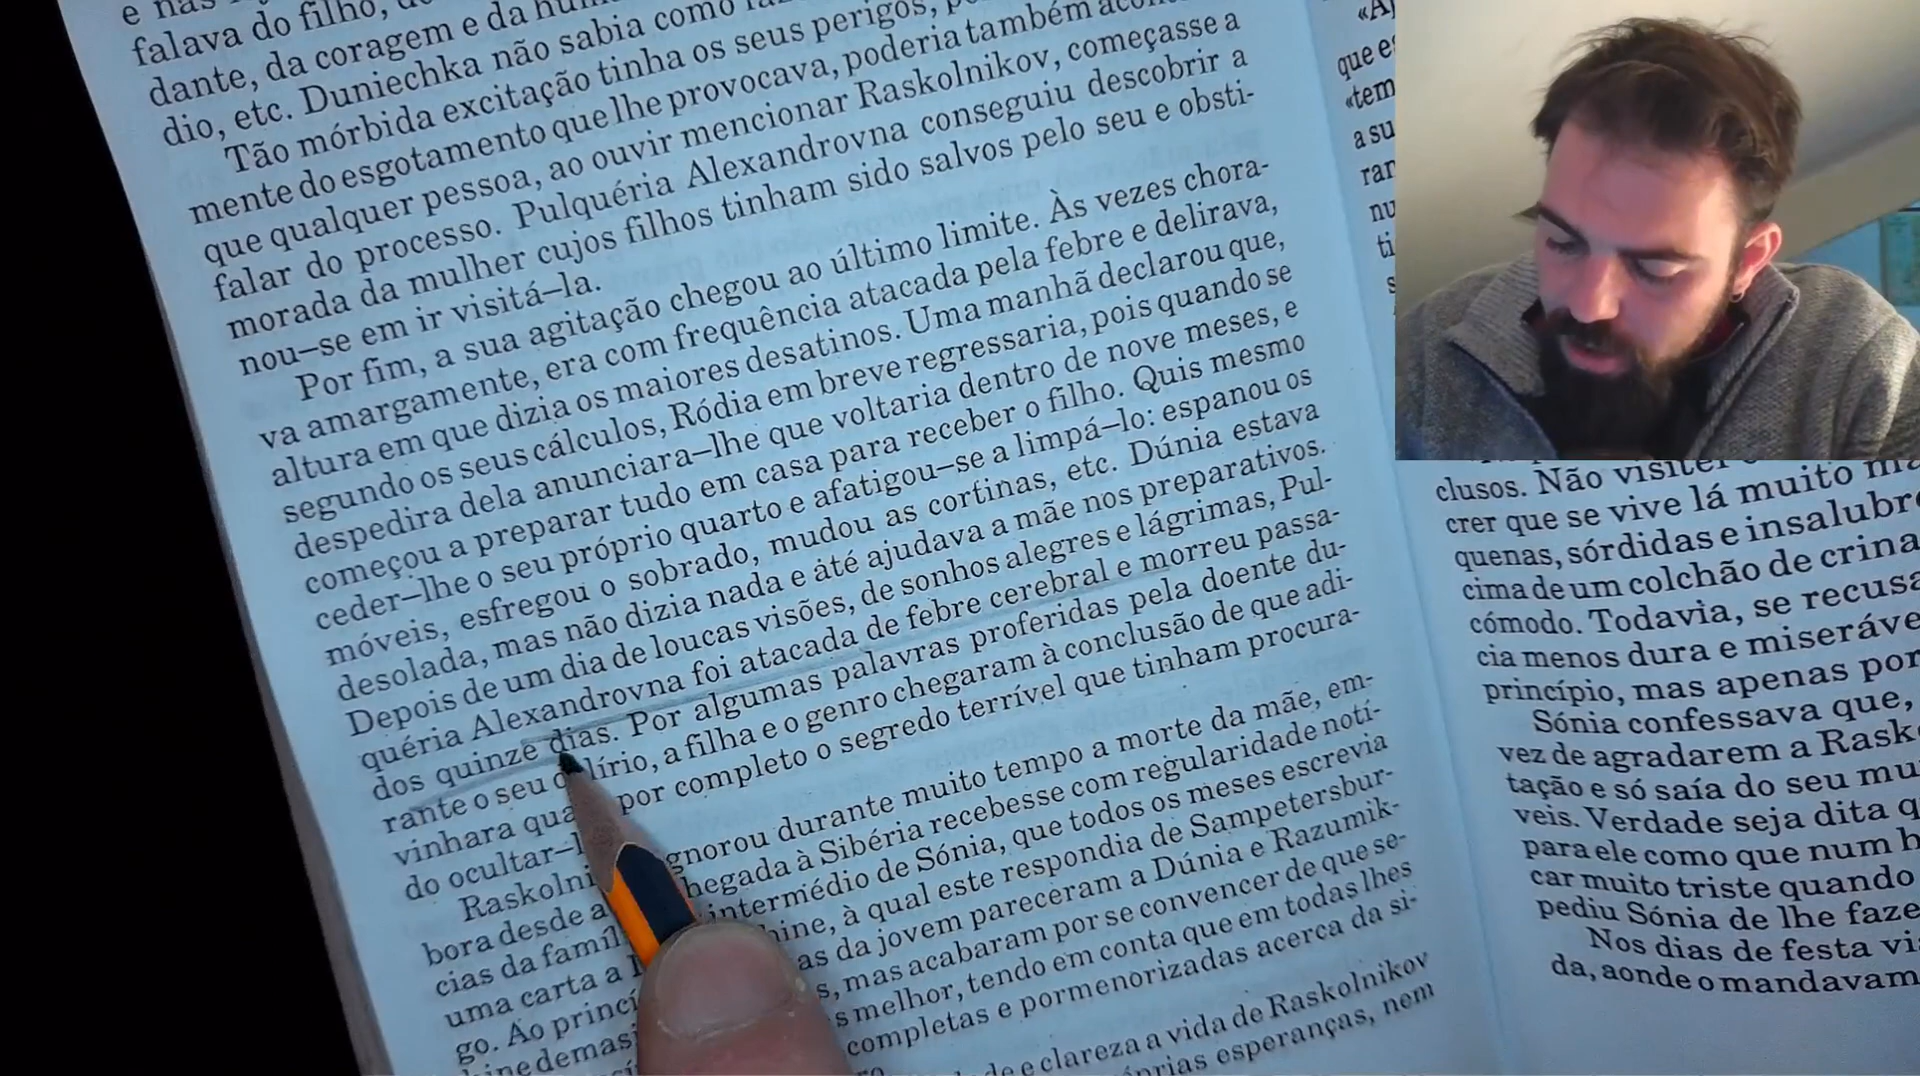 e nas
falava do filho,
dante, da coragem e da
dio, etc. Duniechka não sabia como
Tão mórbida excitação tinha os seus perigos,
mente do esgotamento que lhe provocava, poderia também
que qualquer pessoa, ao ouvir mencionar Raskolnikov, começasse a
falar do processo. Pulquéria Alexandrovna conseguiu descobrir a
morada da mulher cujos filhos tinham sido salvos pelo seu e obsti-
nou—se em ir visitá—la.
Por fim, a sua agitação chegou ao último limite. Às vezes chora-
va amargamente, era com frequência atacada pela febre e delirava,
altura em que dizia os maiores desatinos. Uma manhã declarou que,
segundo os seus cálculos, Ródia em breve regressaria, pois quando se
despedira dela anunciara—lhe que voltaria dentro de nove meses, e
começou a preparar tudo em casa para receber o filho. Quis mesmo
ceder—lhe o seu próprio quarto e afatigou—se a limpá—lo: espanou os
móveis, esfregou o sobrado, mudou as cortinas, etc. Dúnia estava
desolada, mas não dizia nada e até ajudava a mãe nos preparativos.
Depois de um dia de loucas visões, de sonhos alegres e lágrimas, Pul-
quéria Alexandrovna foi atacada de febre cerebral e morreu passa-
dos quinze dias. Por algumas palavras proferidas pela doente du-
rante o seu delírio, a filha e o genro chegaram à conclusão de que adi-
vinhara por completo o segredo terrível que tinham procura-
do ocultar—
Raskolni gnorou durante muito tempo a morte da mãe, em-
bora desde a hegada à Sibéria recebesse com regularidade notí-
cias da famíl intermédio de Sónia, que todos os meses escrevia
uma carta a hine, à qual este respondia de Sampetersbur-
go. Ao princí as da jovem pareceram a Dúnia e Razumik-
hine demasi s, mas acabaram por se convencer de que se-
melhor, tendo em conta que em todas lhes
completas e pormenorizadas acerca da si-
de e clareza a vida de Raskolnikov
esperanças, nem
que
«tem
a su
clusos. Não
crer que se vive lá muito
quenas, sórdidas e insalubr
cima de um colchão de crina
cómodo. Todavia, se recusa
cia menos dura e miseráve
princípio, mas apenas por
Sónia confessava que,
vez de agradarem a Rask
tação e só saía do seu mu
veis. Verdade seja dita q
para ele como que num
car muito triste quando
pediu Sónia de lhe faze
Nos dias de festa
da, aonde o mandavam